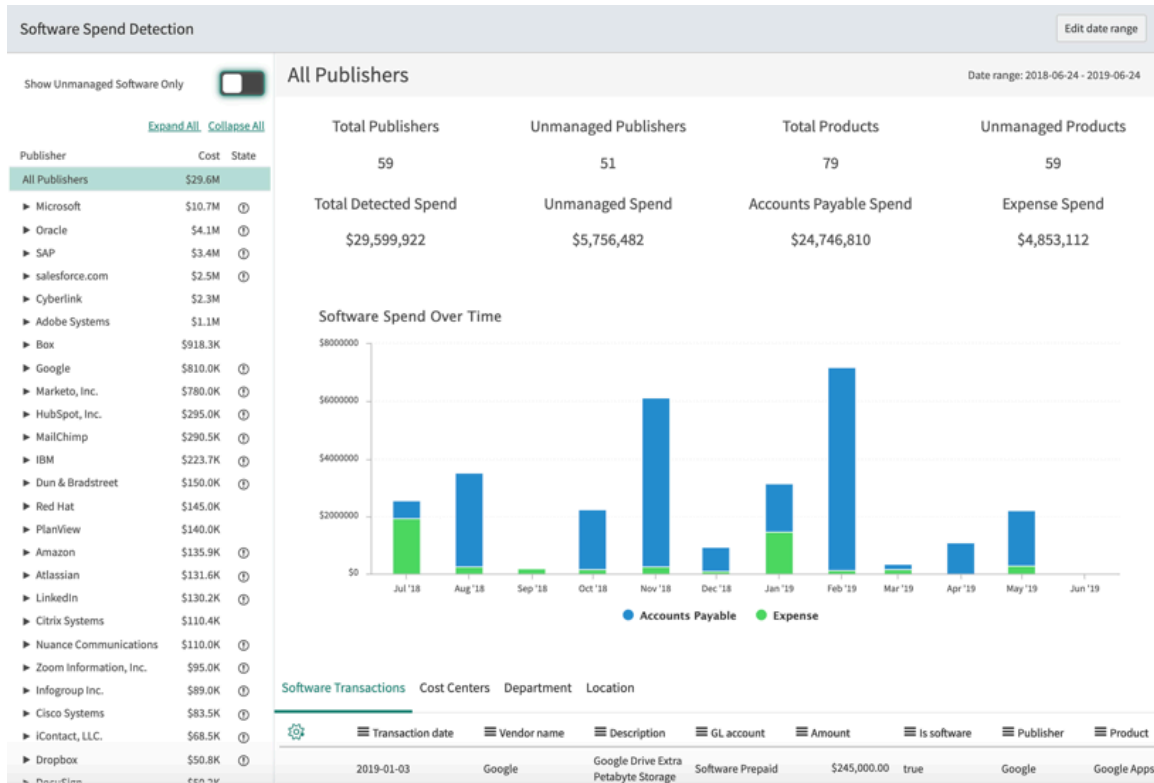 Software Spend Detection
Edit date range
Show Unmanaged Software Only
Expand All Collapse All
Publisher Cost State
All Publishers $29.6M
Microsoft $10.7M
Oracle $4.1M
SAP $3.4M
salesforce.com $2.5M
Cyberlink $2.3M
Adobe Systems $1.1M
Box $918.3K
Google $810.0K
Marketo, Inc. $780.0K
HubSpot, Inc. $295.0K
MailChimp $290.5K
IBM $223.7K
Dun & Bradstreet $150.0K
Red Hat $145.0K
PlanView $140.0K
Amazon $135.9K
Atlassian $131.6K
LinkedIn $130.2K
Citrix Systems $110.4K
Nuance Communications $110.0K
Zoom Information, Inc. $95.0K
Infogroup Inc. $89.0K
Cisco Systems $83.5K
iContact, LLC. $68.5K
Dropbox $50.8K
All Publishers
Date range: 2018-06-24 - 2019-06-24
Total Publishers Unmanaged Publishers Total Products Unmanaged Products
59 51 79 59
Total Detected Spend Unmanaged Spend Accounts Payable Spend Expense Spend
$29,599,922 $5,756,482 $24,746,810 $4,853,112
Software Spend Over Time
$8000000
$6000000
$4000000
$2000000
$0
Jul '18 Aug '18 Sep '18 Oct '18 Nov '18 Dec '18 Jan '19 Feb '19 Mar '19 Apr '19 May '19 Jun '19
Accounts Payable Expense
Software Transactions Cost Centers Department Location
Transaction date Vendor name Description GL account Amount Is software Publisher Product
2019-01-03 Google Google Drive Extra Software Prepaid $245,000.00 true Google Google Apps
Petabyte Storage